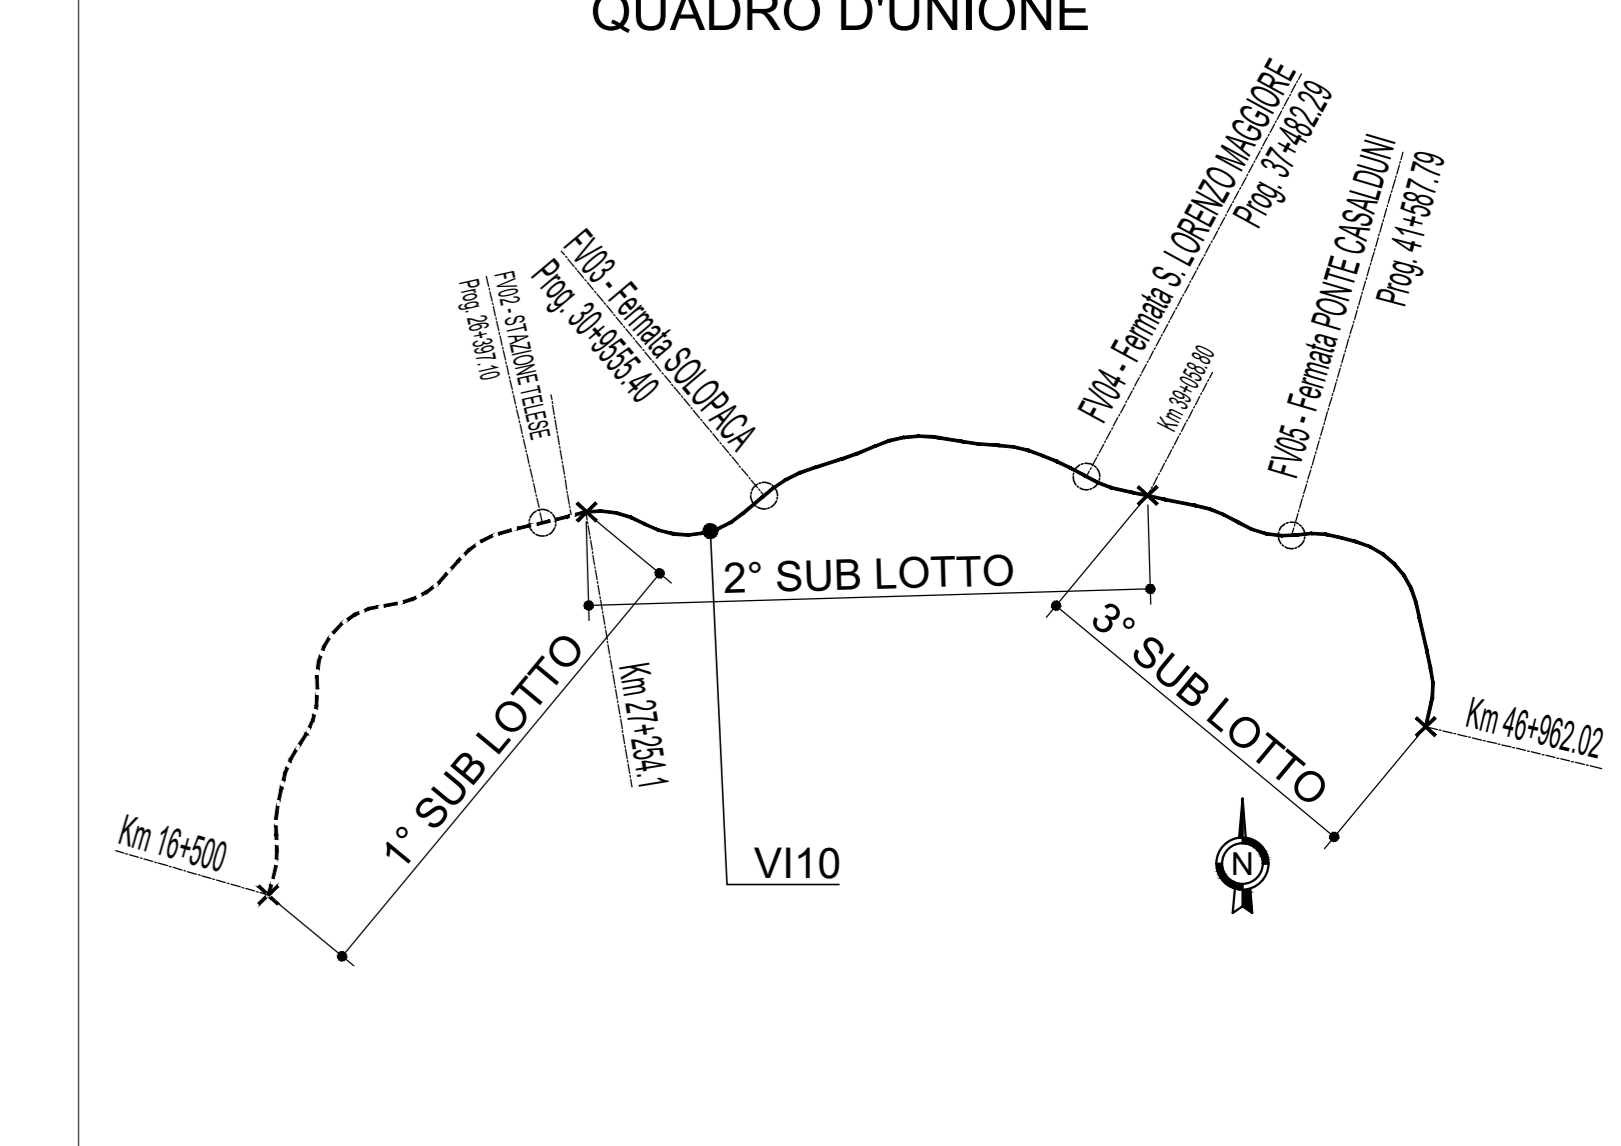 QUADRO D'UNIONE
FV04 - Fermata S. LORENZO MAGGIORE
Prog. 37+482.29
FV05 - Fermata PONTE CASALDUNI
Prog. 41+587.79
FV03 - Fermata SOLOPACA
Prog. 30+9555.40
FV02 - STAZIONE TELESE
Prog. 26+397.10
Km 39+058.80
2° SUB LOTTO
3° SUB LOTTO
1° SUB LOTTO
Km 27+254.1
Km 46+962.02
Km 16+500
VI10
N